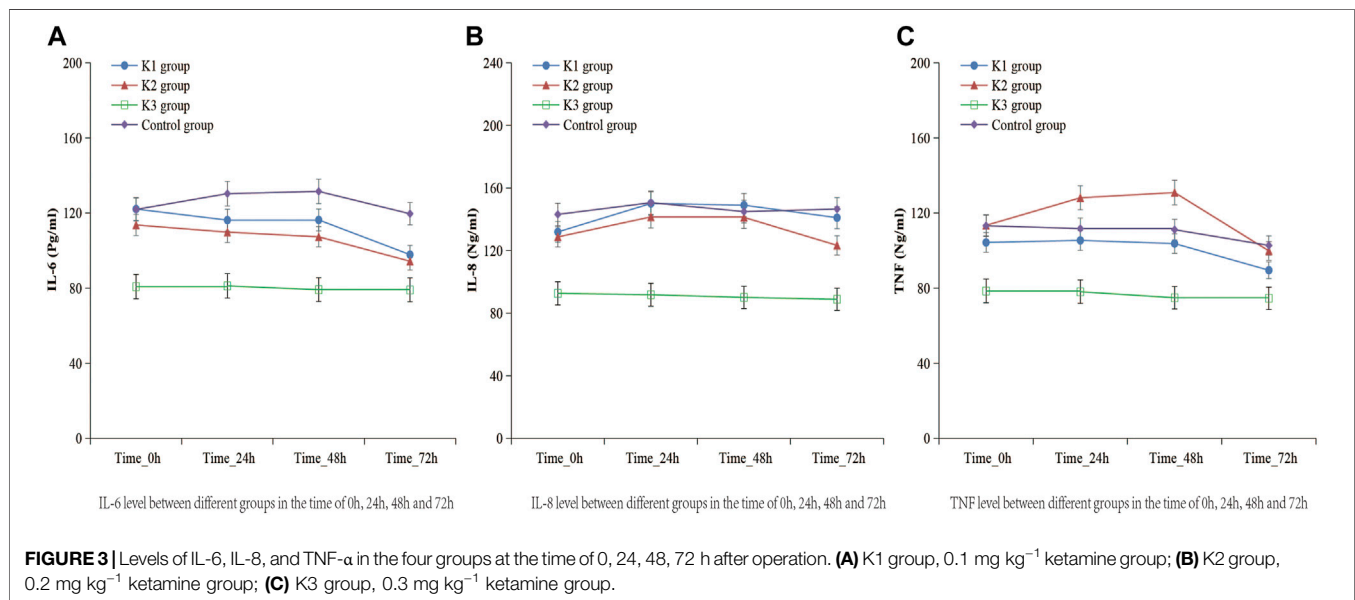 A
200
160
120
80
40
0
IL-6 (Pg/ml)
K1 group
K2 group
K3 group
Control group
Time_0h Time_24h Time_48h Time_72h
IL-6 level between different groups in the time of 0h, 24h, 48h and 72h
B
240
200
160
120
80
40
0
IL-8 (Ng/ml)
K1 group
K2 group
K3 group
Control group
Time_0h Time_24h Time_48h Time_72h
IL-8 level between different groups in the time of 0h, 24h, 48h and 72h
C
200
160
120
80
40
0
TNF (Ng/ml)
K1 group
K2 group
K3 group
Control group
Time_0h Time_24h Time_48h Time_72h
TNF level between different groups in the time of 0h, 24h, 48h and 72h
FIGURE 3 | Levels of IL-6, IL-8, and TNF-α in the four groups at the time of 0, 24, 48, 72 h after operation. (A) K1 group, 0.1 mg kg⁻¹ ketamine group; (B) K2 group,
0.2 mg kg⁻¹ ketamine group; (C) K3 group, 0.3 mg kg⁻¹ ketamine group.